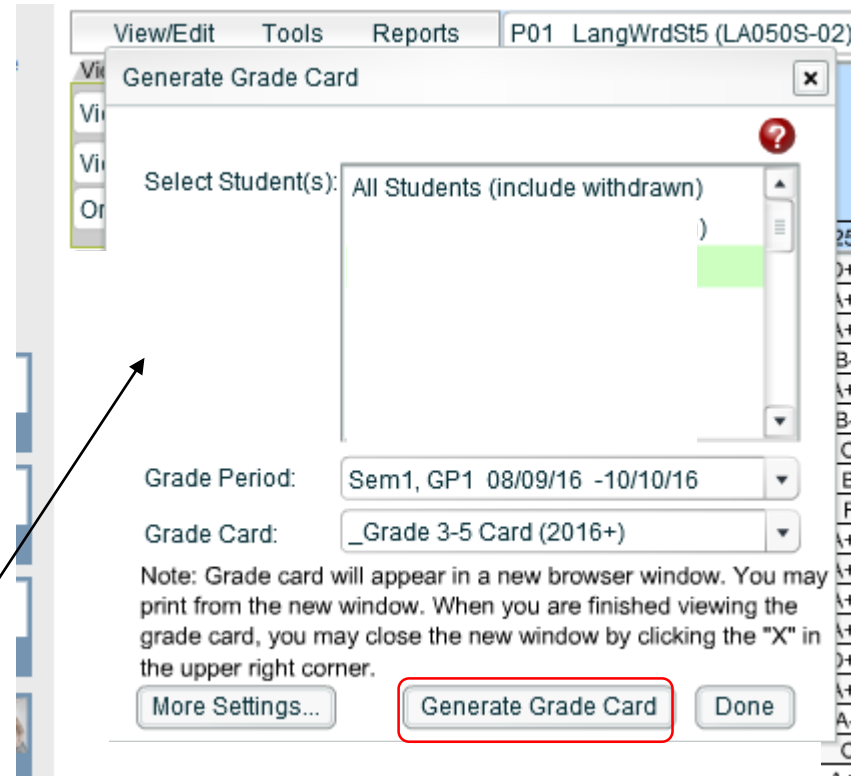 View/Edit Tools Reports P01 LangWrdSt5 (LA050S-02)
Generate Grade Card
Select Student(s):
All Students (include withdrawn)
)
Grade Period: Sem1, GP1 08/09/16 -10/10/16
Grade Card: _Grade 3-5 Card (2016+)
Note: Grade card will appear in a new browser window. You may
print from the new window. When you are finished viewing the
grade card, you may close the new window by clicking the "X" in
the upper right corner.
More Settings... Generate Grade Card Done